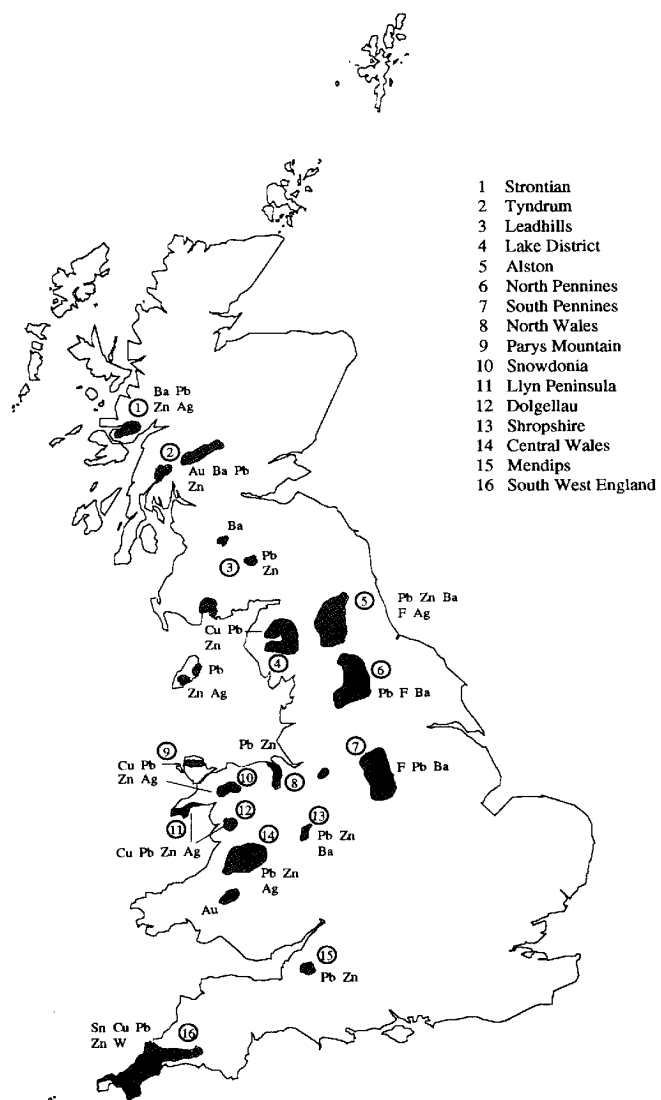 1 Strontian
2 Tyndrum
3 Leadhills
4 Lake District
5 Alston
6 North Pennines
7 South Pennines
8 North Wales
9 Parys Mountain
10 Snowdonia
11 Llyn Peninsula
12 Dolgellau
13 Shropshire
14 Central Wales
15 Mendips
16 South West England
Ba Pb
1 Zn Ag
2
Au Ba Pb
Zn
Ba
3
Pb
Zn
5
Pb Zn Ba
F Ag
Cu Pb
Zn
4
Pb
Zn Ag
6
Pb F Ba
9
Cu Pb
Zn Ag
Pb Zn
8
7
F Pb Ba
10
11
12
Cu Pb Zn Ag
13
Pb Zn
Ba
14
Pb Zn
Ag
Au
15
Pb Zn
Sn Cu Pb
Zn W
16